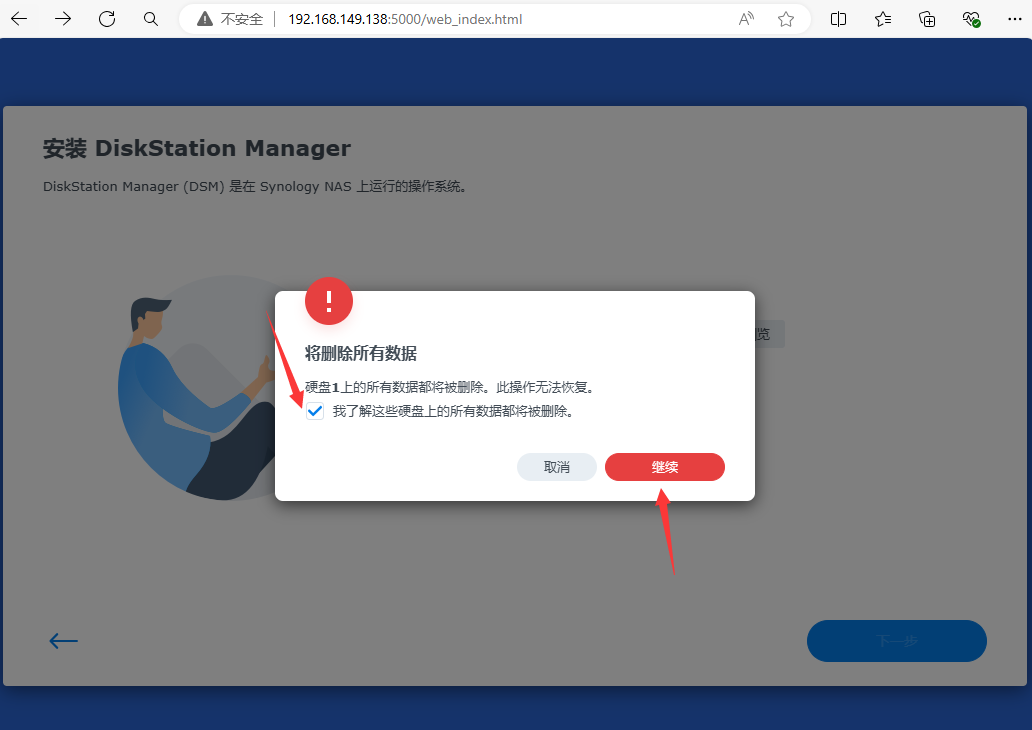 不安全 192.168.149.138:5000/web_index.html
安装 DiskStation Manager
DiskStation Manager (DSM) 是在 Synology NAS 上运行的操作系统。
览
将删除所有数据
硬盘1上的所有数据都将被删除。此操作无法恢复。
我了解这些硬盘上的所有数据都将被删除。
取消 继续
下一步